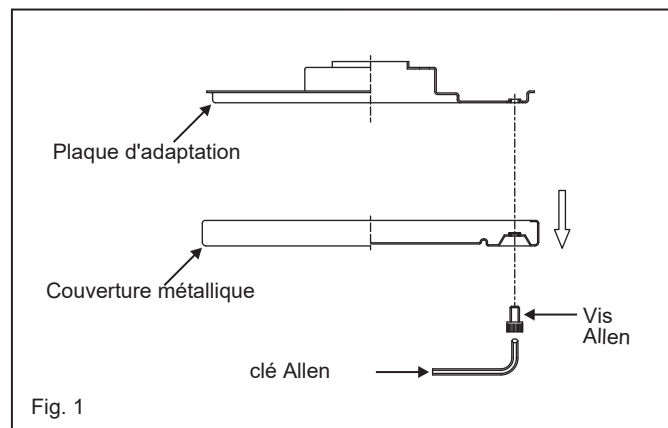 Plaque d'adaptation
Couverture métallique
Vis
Allen
clé Allen
Fig. 1